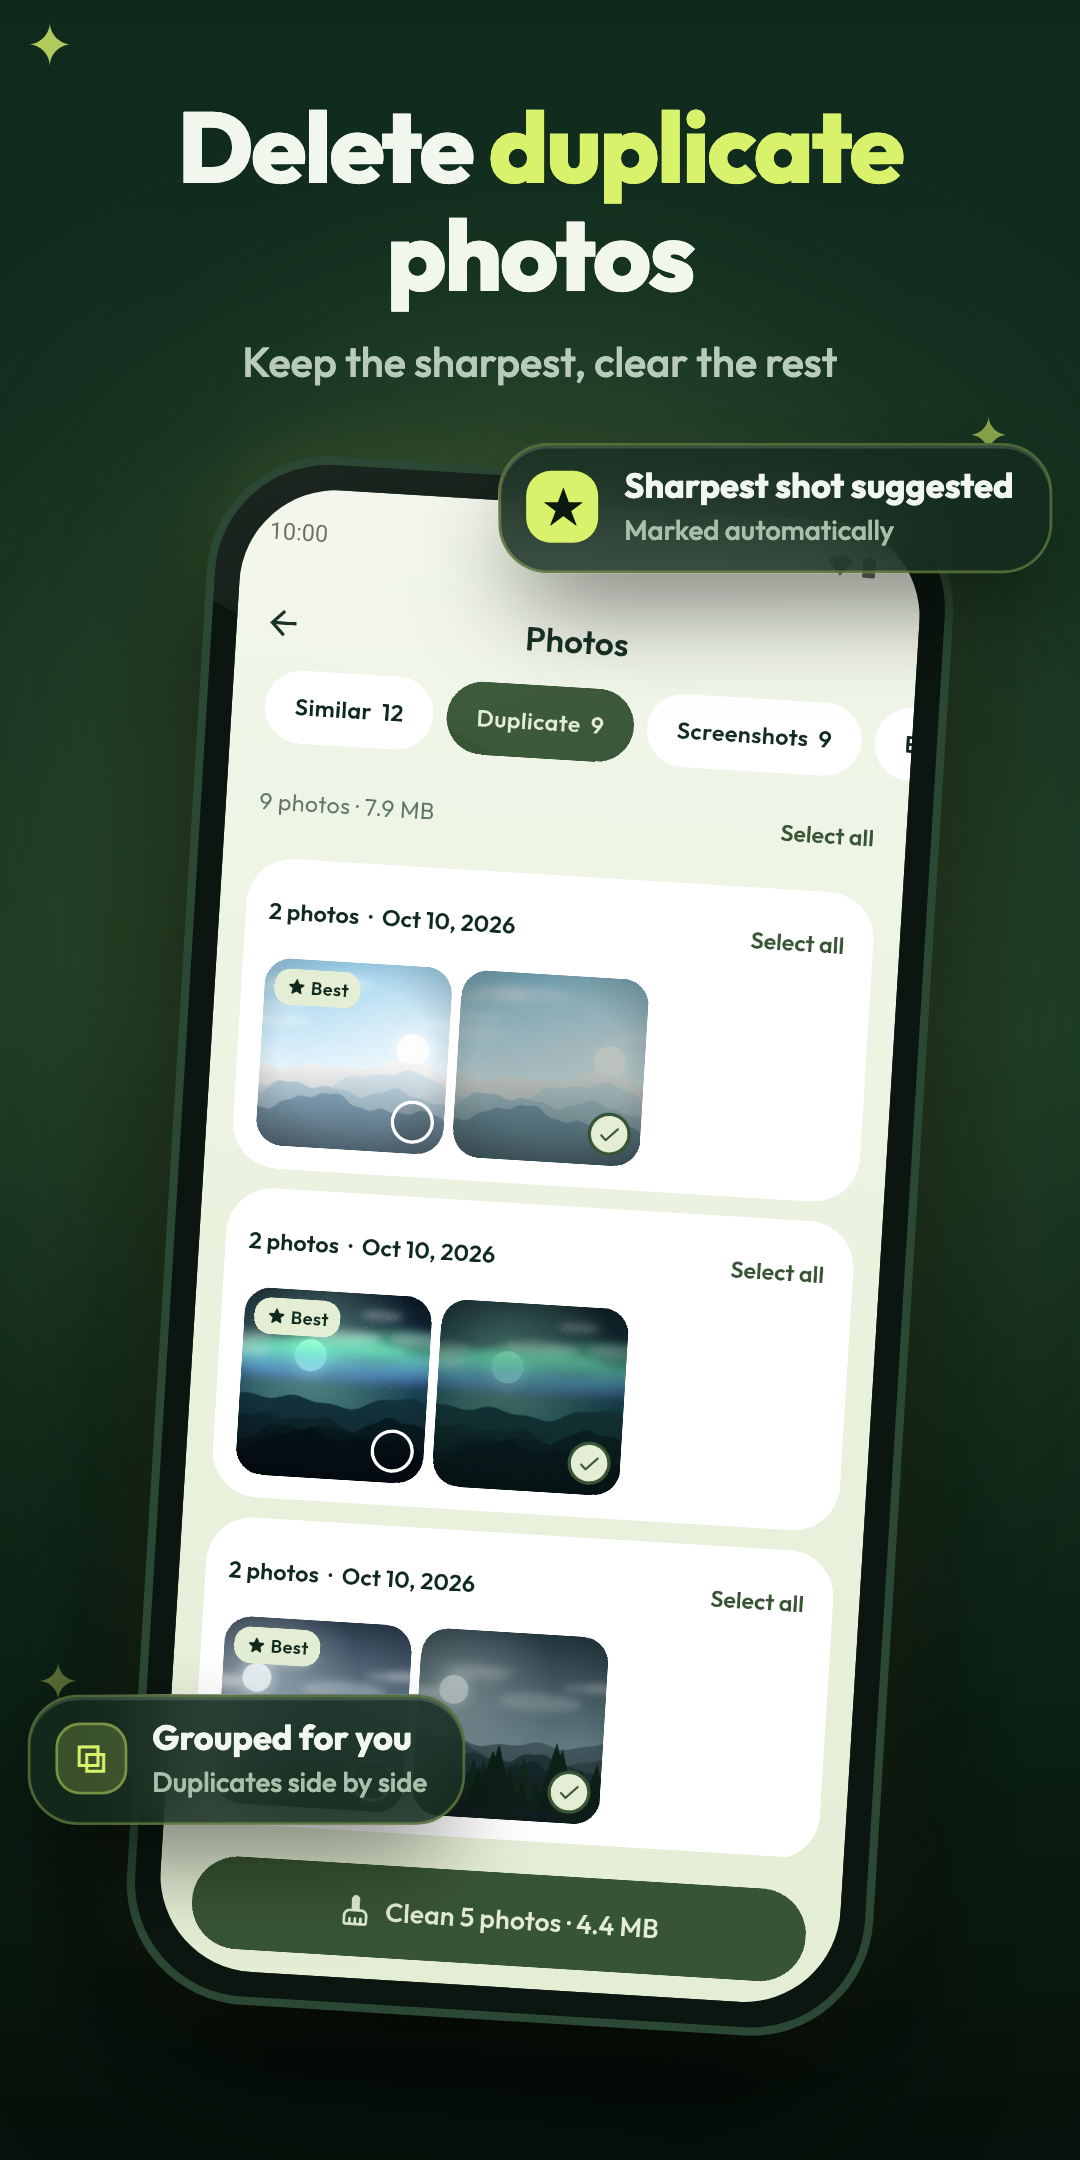 Delete duplicate
photos
Keep the sharpest, clear the rest
Sharpest shot suggested
Marked automatically
10:00
Photos
Similar 12
Duplicate 9
Screenshots 9
9 photos · 7.9 MB
Select all
2 photos · Oct 10, 2026
Select all
Best
2 photos · Oct 10, 2026
Select all
Best
2 photos · Oct 10, 2026
Select all
Best
Grouped for you
Duplicates side by side
Clean 5 photos · 4.4 MB